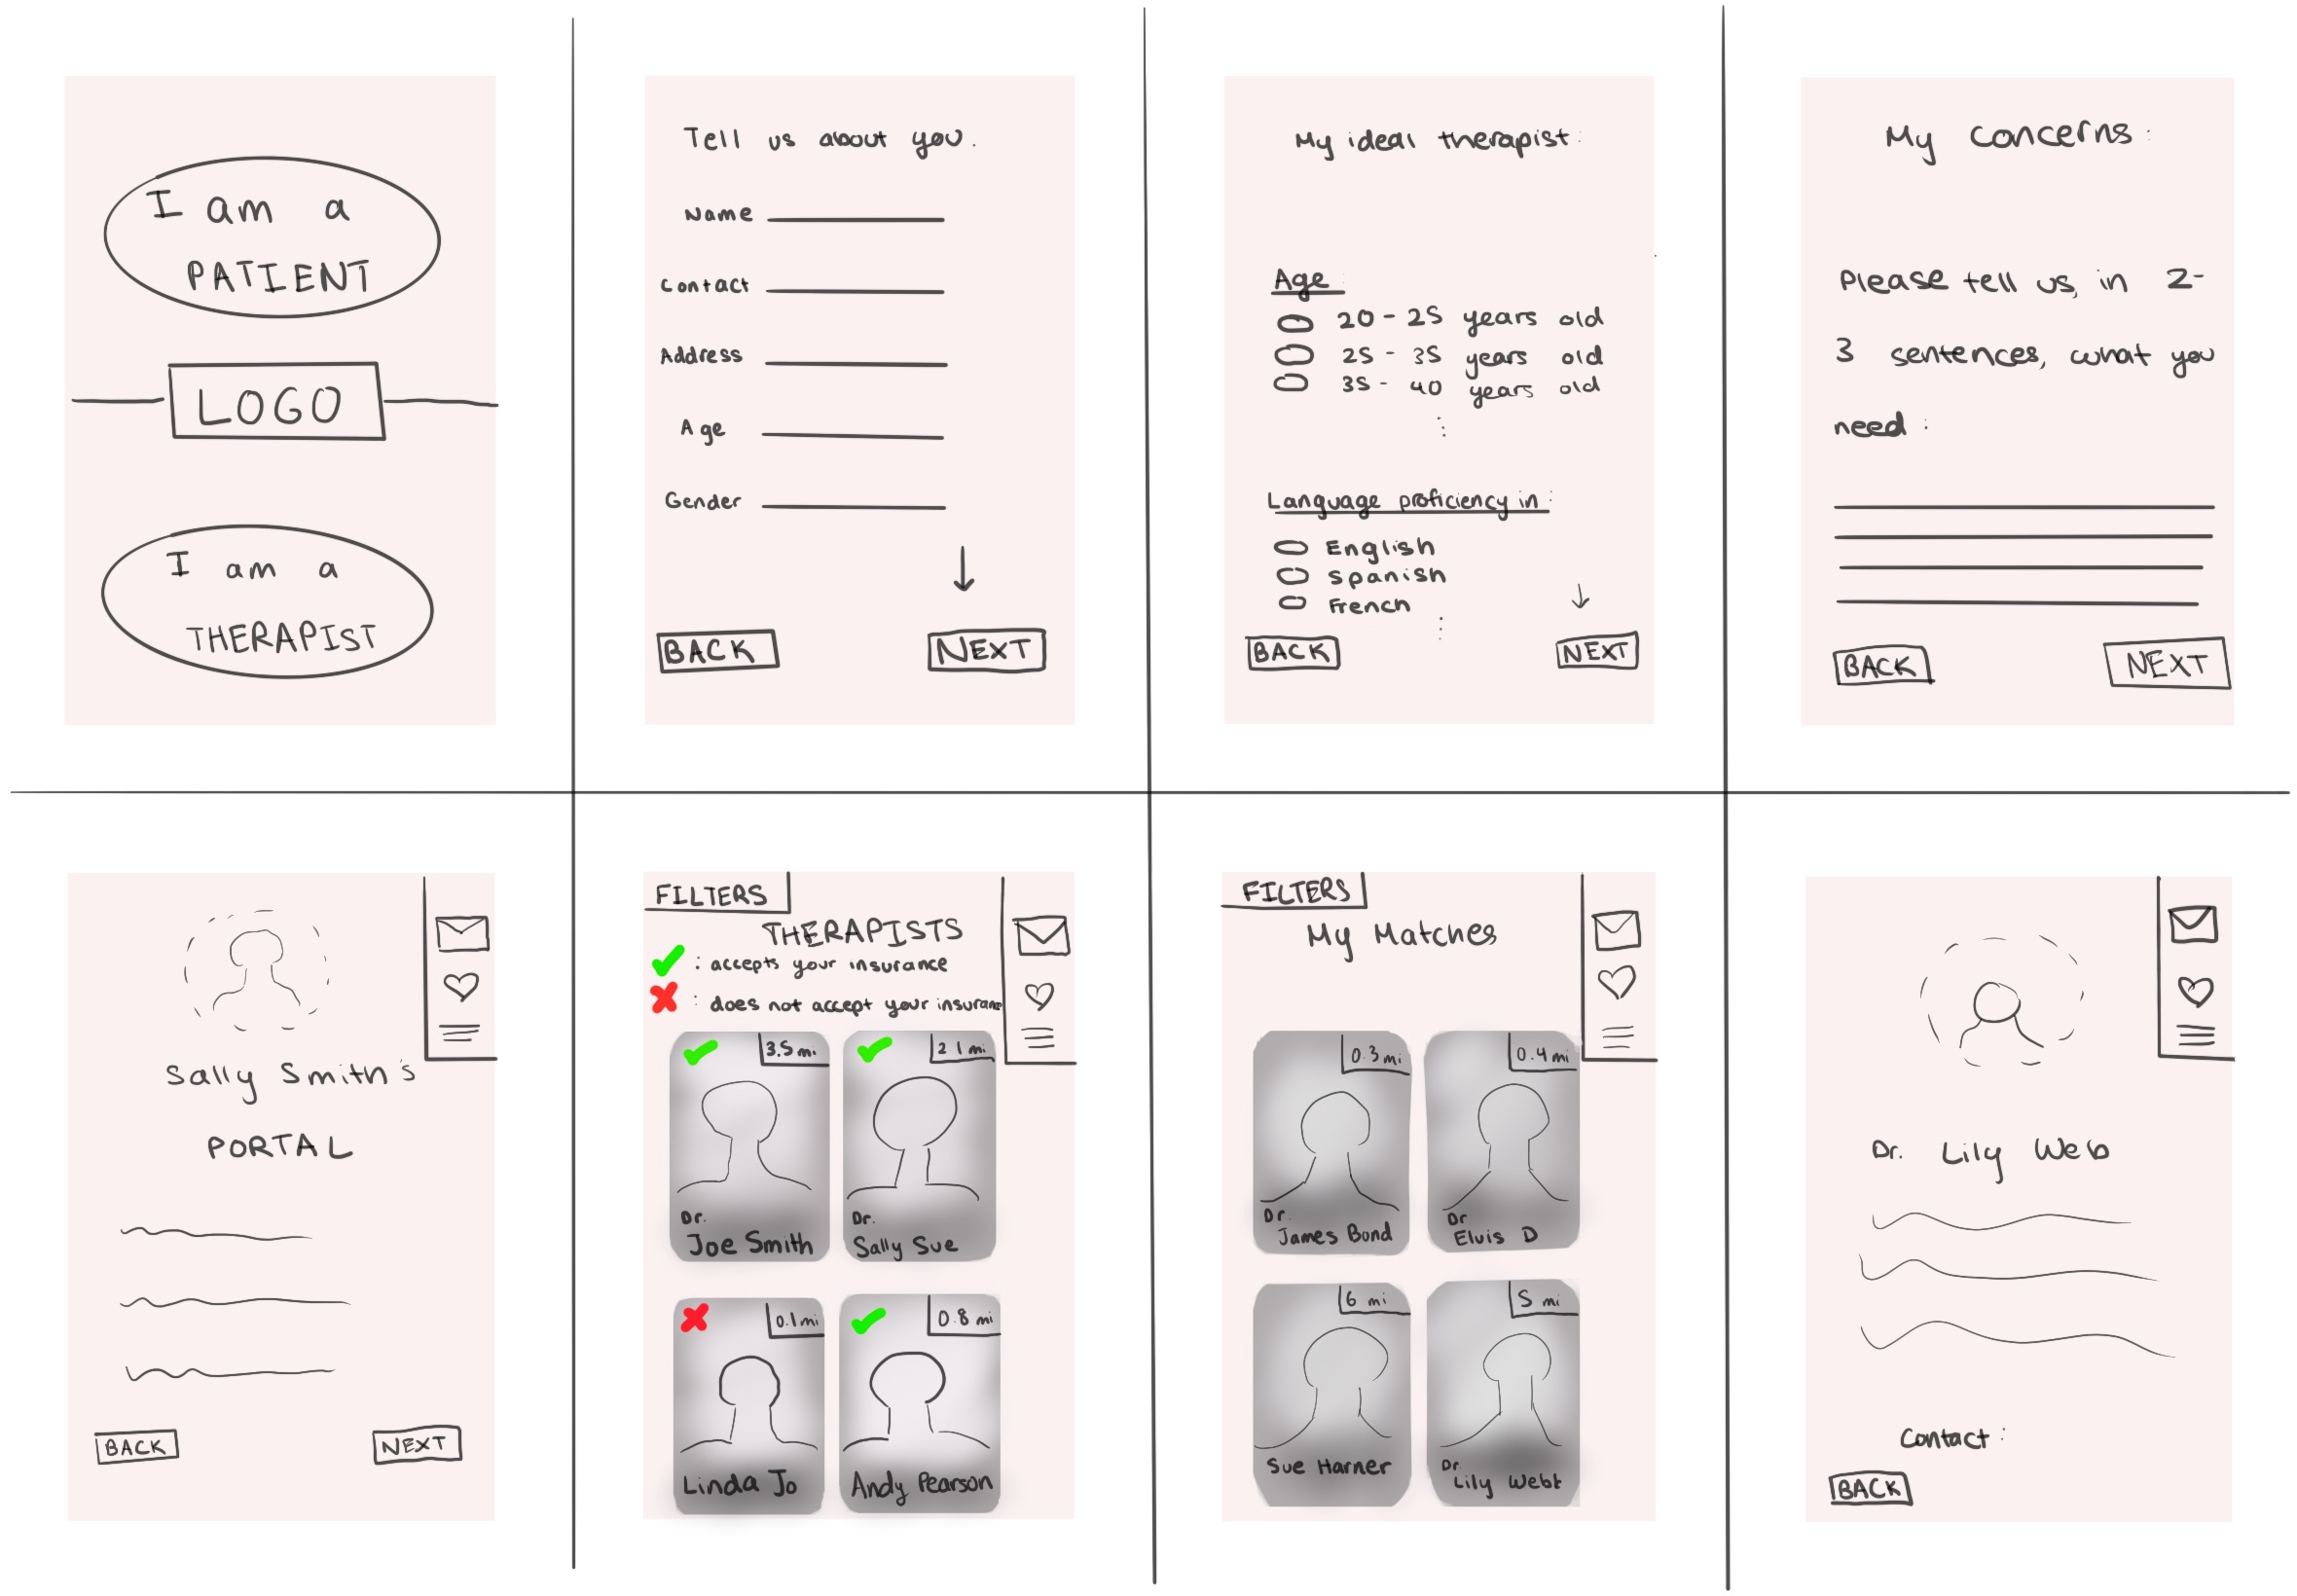 I am a
PATIENT
LOGO
I am a
THERAPIST
Tell us about you.
Name
Contact
Address
Age
Gender
BACK
NEXT
My ideal therapist:
Age:
20 - 25 years old
25 - 35 years old
35 - 40 years old
Language proficiency in:
English
Spanish
French
BACK
NEXT
My concerns:
Please tell us, in 2-
3 sentences, what you
need:
BACK
NEXT
Sally Smith's
PORTAL
BACK
NEXT
FILTERS
THERAPISTS
: accepts your insurance
: does not accept your insurance
3.5 mi
2.1 mi
Dr.
Joe Smith
Dr.
Sally Sue
0.1 mi
0.8 mi
Linda Jo
Andy Pearson
FILTERS
My Matches
0.3 mi
0.4 mi
Dr.
James Bond
Dr
Elvis D
6 mi
5 mi
Sue Harner
Dr.
Lily Webb
Dr. Lily Web
Contact:
BACK